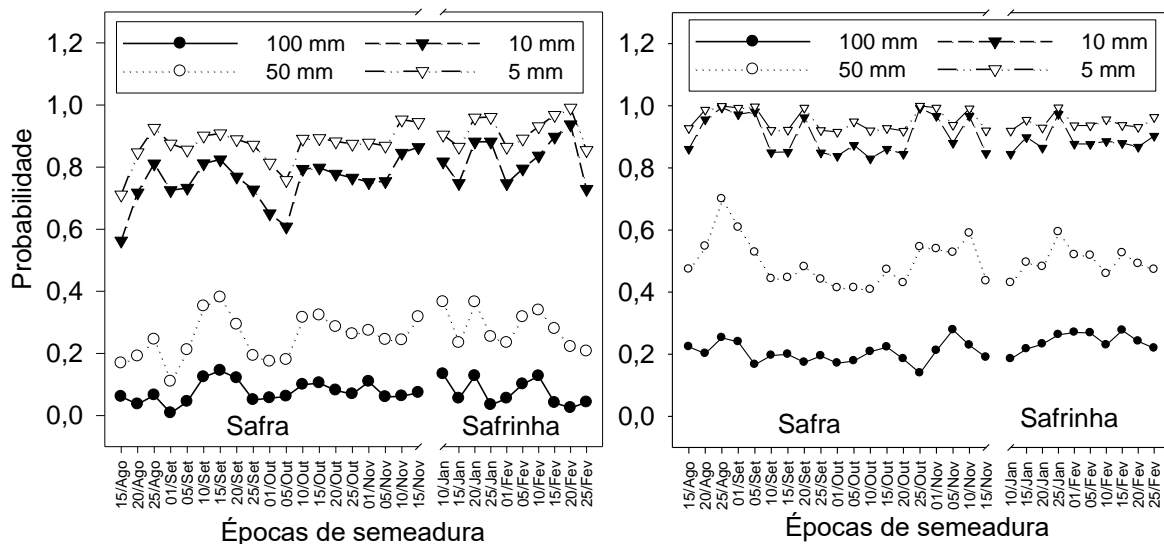 1,2
1,0
0,8
0,6
0,4
0,2
0,0
Probabilidade
100 mm 10 mm
50 mm 5 mm
Safra Safrinha
15/Ago
20/Ago
25/Ago
01/Set
05/Set
10/Set
15/Set
20/Set
25/Set
01/Out
05/Out
10/Out
15/Out
20/Out
25/Out
01/Nov
05/Nov
10/Nov
15/Nov
10/Jan
15/Jan
20/Jan
25/Jan
01/Fev
05/Fev
10/Fev
15/Fev
20/Fev
25/Fev
Épocas de semeadura
1,2
1,0
0,8
0,6
0,4
0,2
0,0
100 mm 10 mm
50 mm 5 mm
Safra Safrinha
15/Ago
20/Ago
25/Ago
01/Set
05/Set
10/Set
15/Set
20/Set
25/Set
01/Out
05/Out
10/Out
15/Out
20/Out
25/Out
01/Nov
05/Nov
10/Nov
15/Nov
10/Jan
15/Jan
20/Jan
25/Jan
01/Fev
05/Fev
10/Fev
15/Fev
20/Fev
25/Fev
Épocas de semeadura